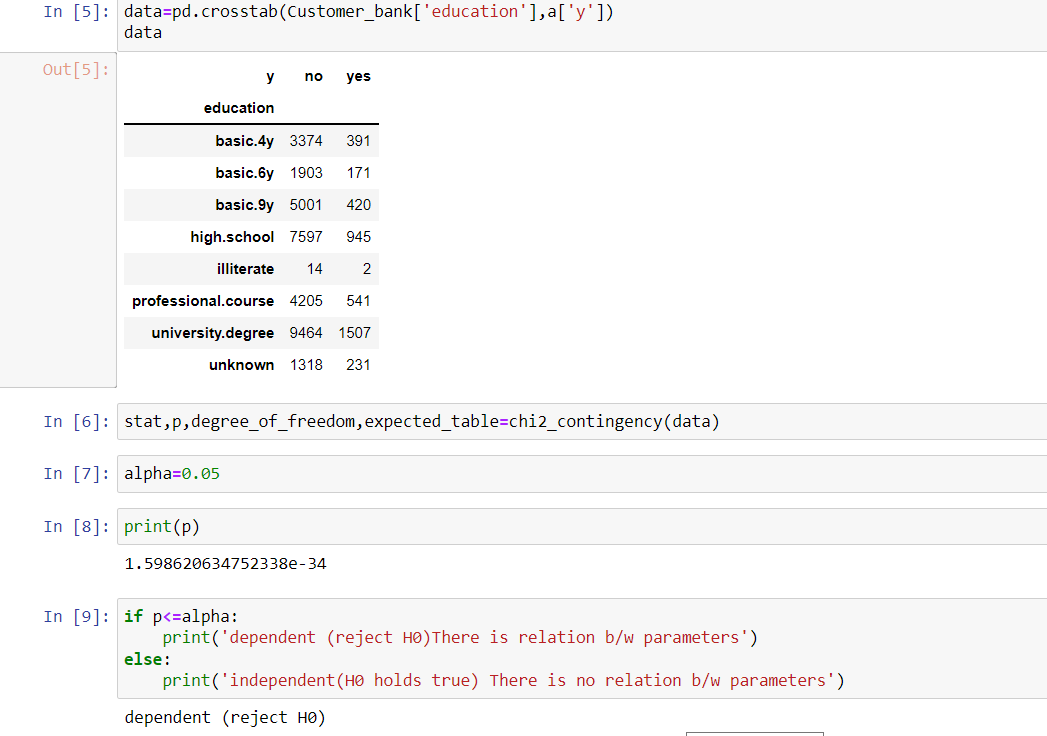 In [5]: data=pd.crosstab(Customer_bank['education'],a['y'])
data
Out[5]:
y no yes
education
basic.4y 3374 391
basic.6y 1903 171
basic.9y 5001 420
high.school 7597 945
illiterate 14 2
professional.course 4205 541
university.degree 9464 1507
unknown 1318 231
In [6]: stat,p,degree_of_freedom,expected_table=chi2_contingency(data)
In [7]: alpha=0.05
In [8]: print(p)
1.598620634752338e-34
In [9]: if p<=alpha:
print('dependent (reject H0)There is relation b/w parameters')
else:
print('independent(H0 holds true) There is no relation b/w parameters')
dependent (reject H0)